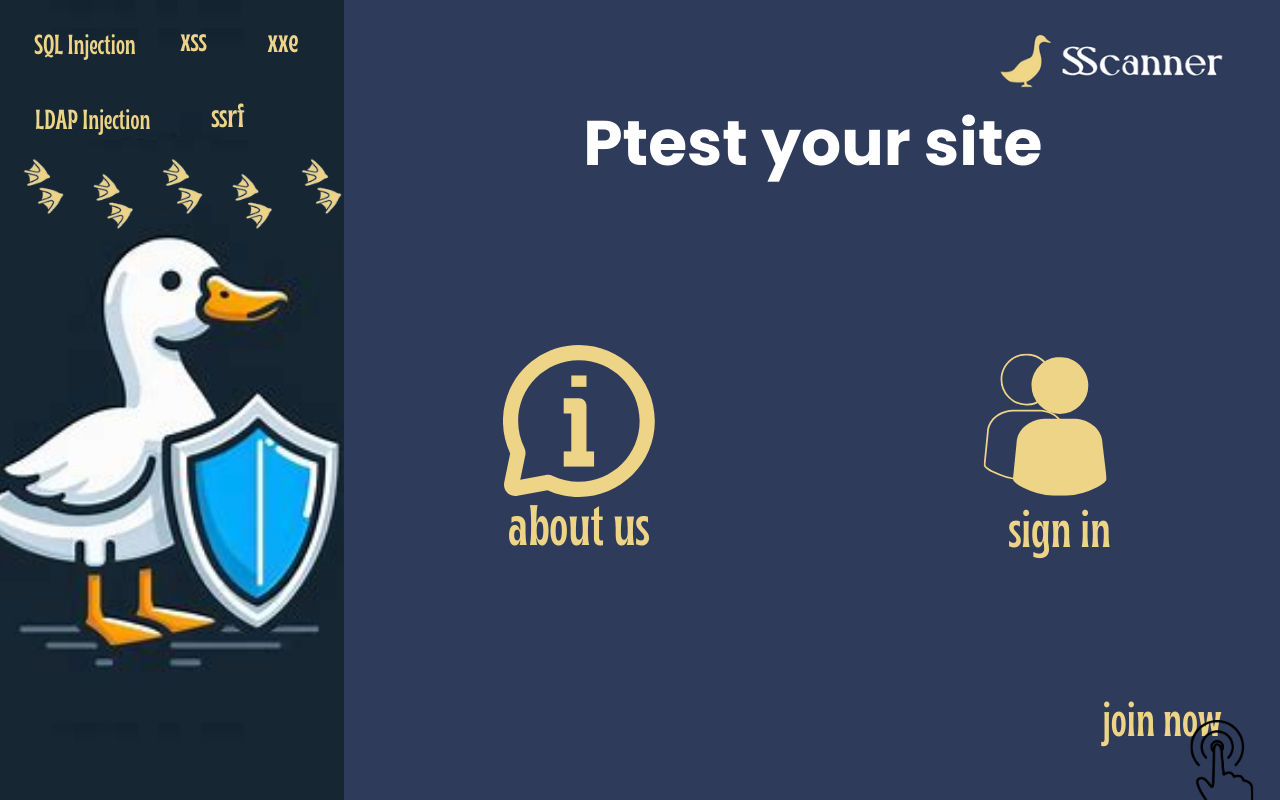 SQL Injection xss xxe
LDAP Injection ssrf
SScanner
Ptest your site
about us
sign in
join now